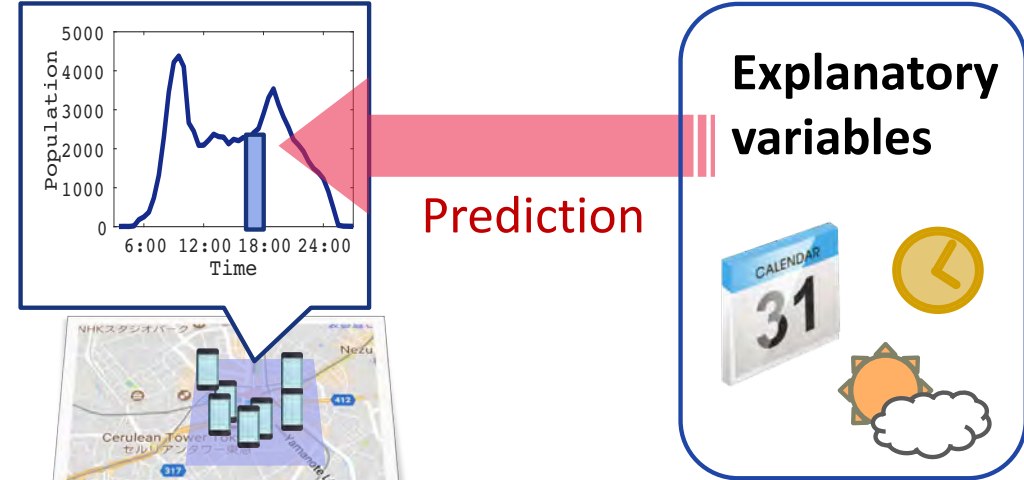 5000
4000
3000
2000
1000
0
Population
6:00 12:00 18:00 24:00
Time
Prediction
Explanatory
variables
CALENDAR
31
NHKスタジオパーク
Nezu
412
Cerulean Tower Tok
セルリアンタワー東急
Yamanote
317